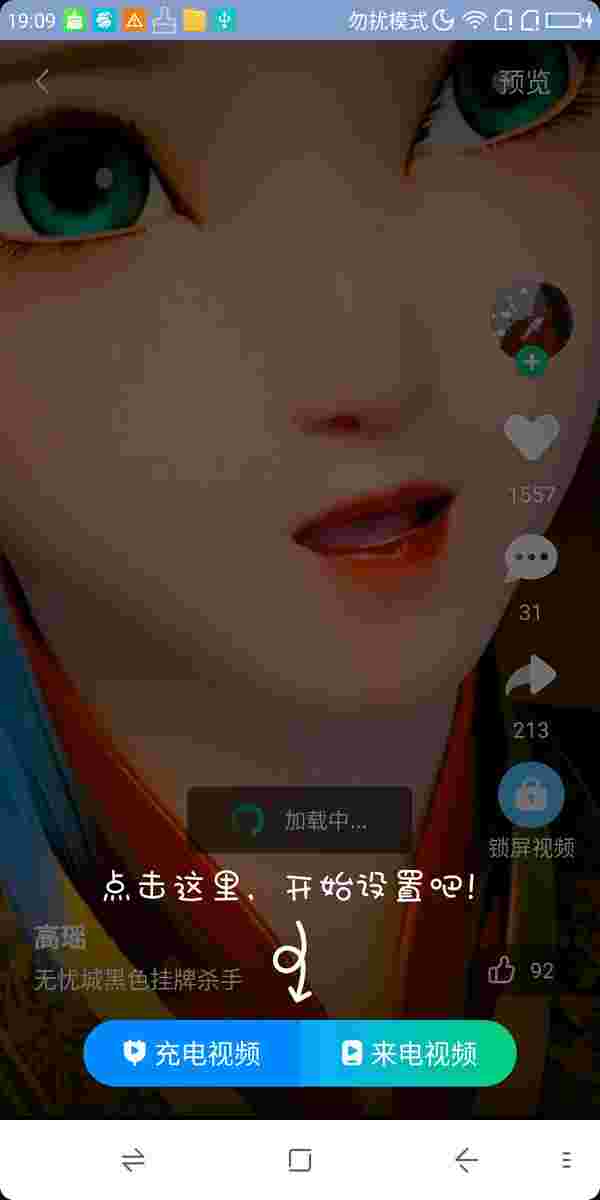 19:09 勿扰模式
预览
1557
31
213
加载中...
锁屏视频
点击这里，开始设置吧！
高瑶
无忧城黑色挂牌杀手
92
充电视频 来电视频